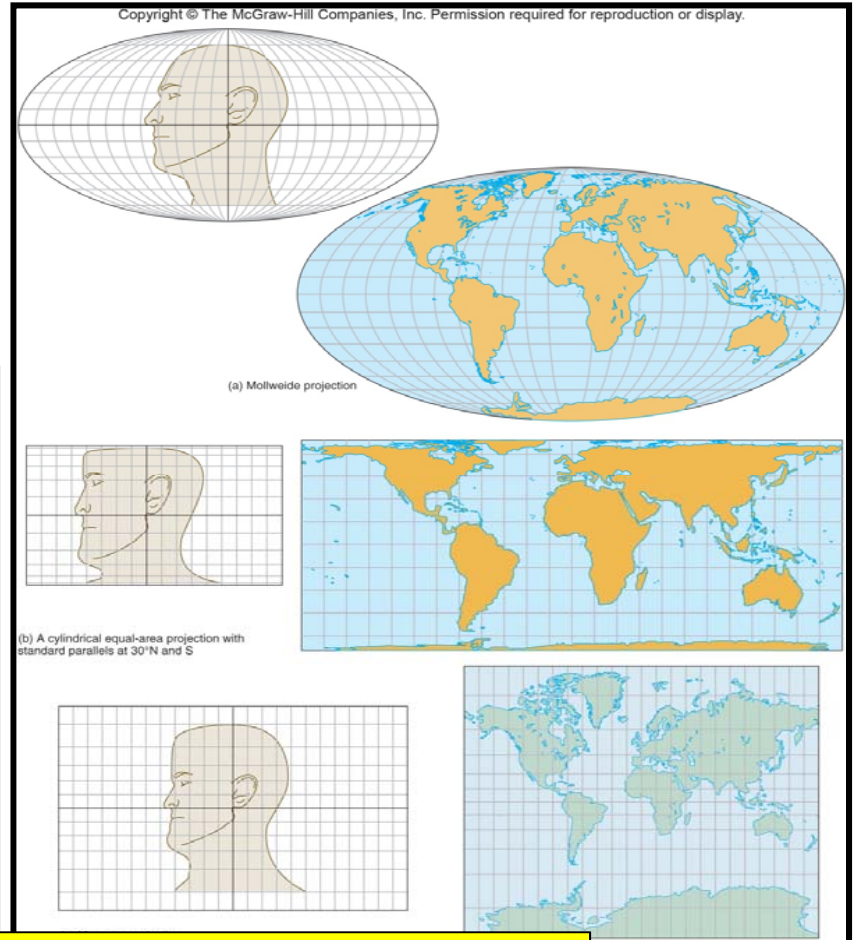 Copyright © The McGraw-Hill Companies, Inc. Permission required for reproduction or display.
(a) Mollweide projection
(b) A cylindrical equal-area projection with
standard parallels at 30°N and S